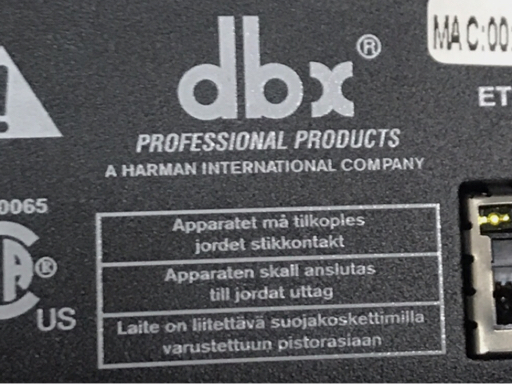 MAC:00:
dbx®
ET
PROFESSIONAL PRODUCTS
A HARMAN INTERNATIONAL COMPANY
0065
®
US
Apparatet må tilkoples
jordet stikkontakt
Apparaten skall anslutas
till jordat uttag
Laite on liitettävä suojakoskettimilla
varustettuun pistorasiaan